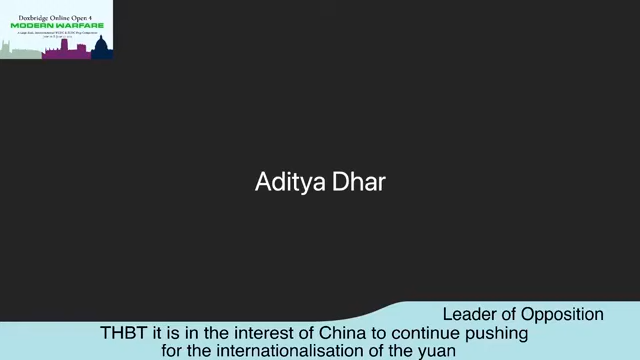 Doxbridge Online Open 4
MODERN WARFARE
Aditya Dhar
Leader of Opposition
THBT it is in the interest of China to continue pushing
for the internationalisation of the yuan